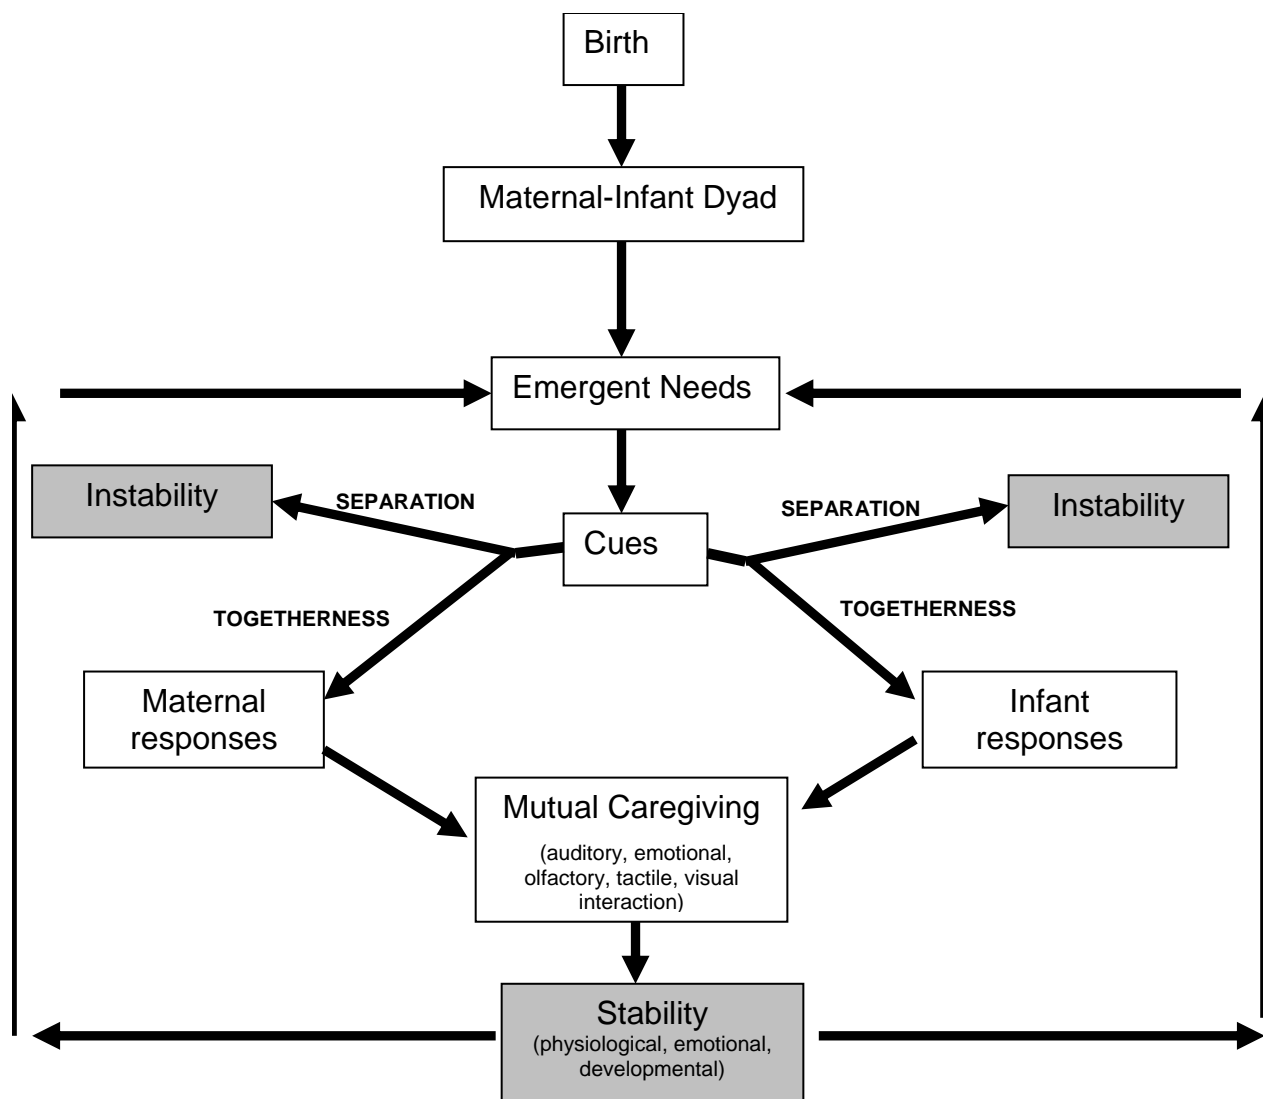 Birth
Maternal-Infant Dyad
Emergent Needs
Instability
SEPARATION
SEPARATION
Instability
Cues
TOGETHERNESS
TOGETHERNESS
Maternal
responses
Infant
responses
Mutual Caregiving
(auditory, emotional,
olfactory, tactile, visual
interaction)
Stability
(physiological, emotional,
developmental)